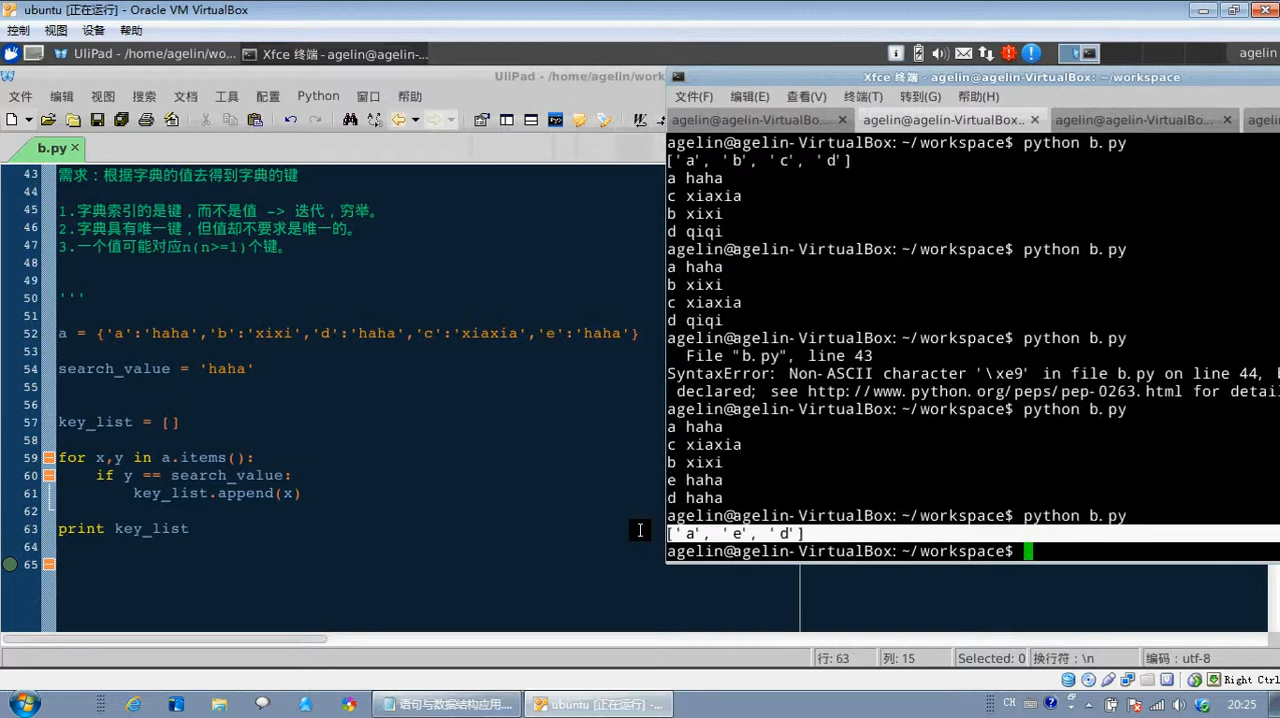 ubuntu [正在运行] - Oracle VM VirtualBox
控制 视图 设备 帮助
UliPad - /home/agelin/wo...
Xfce 终端 - agelin@agelin-...
agelin
UliPad - /home/agelin/work
文件 编辑 视图 搜索 文档 工具 配置 Python 窗口 帮助
b.py
43 需求：根据字典的值去得到字典的键
44
45 1.字典索引的是键，而不是值 -> 迭代，穷举。
46 2.字典具有唯一键，但值却不要求是唯一的。
47 3.一个值可能对应n(n>=1)个键。
48
49
50 '''
51
52 a = {'a':'haha','b':'xixi','d':'haha','c':'xiaxia','e':'haha'}
53
54 search_value = 'haha'
55
56
57 key_list = []
58
59 for x,y in a.items():
60 if y == search_value:
61 key_list.append(x)
62
63 print key_list
64
65
Xfce 终端 - agelin@agelin-VirtualBox: ~/workspace
文件(F) 编辑(E) 查看(V) 终端(T) 转到(G) 帮助(H)
agelin@agelin-VirtualBo... agelin@agelin-VirtualBox... agelin@agelin-VirtualBo... agelin
agelin@agelin-VirtualBox:~/workspace$ python b.py
['a', 'b', 'c', 'd']
a haha
c xiaxia
b xixi
d qiqi
agelin@agelin-VirtualBox:~/workspace$ python b.py
a haha
b xixi
c xiaxia
d qiqi
agelin@agelin-VirtualBox:~/workspace$ python b.py
File "b.py", line 43
SyntaxError: Non-ASCII character '\xe9' in file b.py on line 44, b
declared; see http://www.python.org/peps/pep-0263.html for detai
agelin@agelin-VirtualBox:~/workspace$ python b.py
a haha
c xiaxia
b xixi
e haha
d haha
agelin@agelin-VirtualBox:~/workspace$ python b.py
['a', 'e', 'd']
agelin@agelin-VirtualBox:~/workspace$
行: 63 列: 15 Selected: 0 换行符: \n 编码: utf-8
Right Ctrl
语句与数据结构应用... ubuntu [正在运行] -... CH 20:25